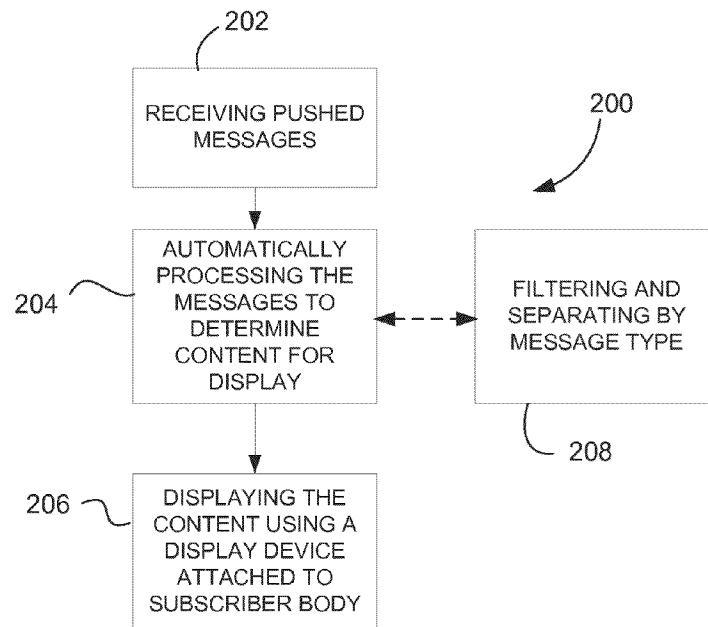 202
RECEIVING PUSHED
MESSAGES
200
204
AUTOMATICALLY
PROCESSING THE
MESSAGES TO
DETERMINE
CONTENT FOR
DISPLAY
FILTERING AND
SEPARATING BY
MESSAGE TYPE
208
206
DISPLAYING THE
CONTENT USING A
DISPLAY DEVICE
ATTACHED TO
SUBSCRIBER BODY